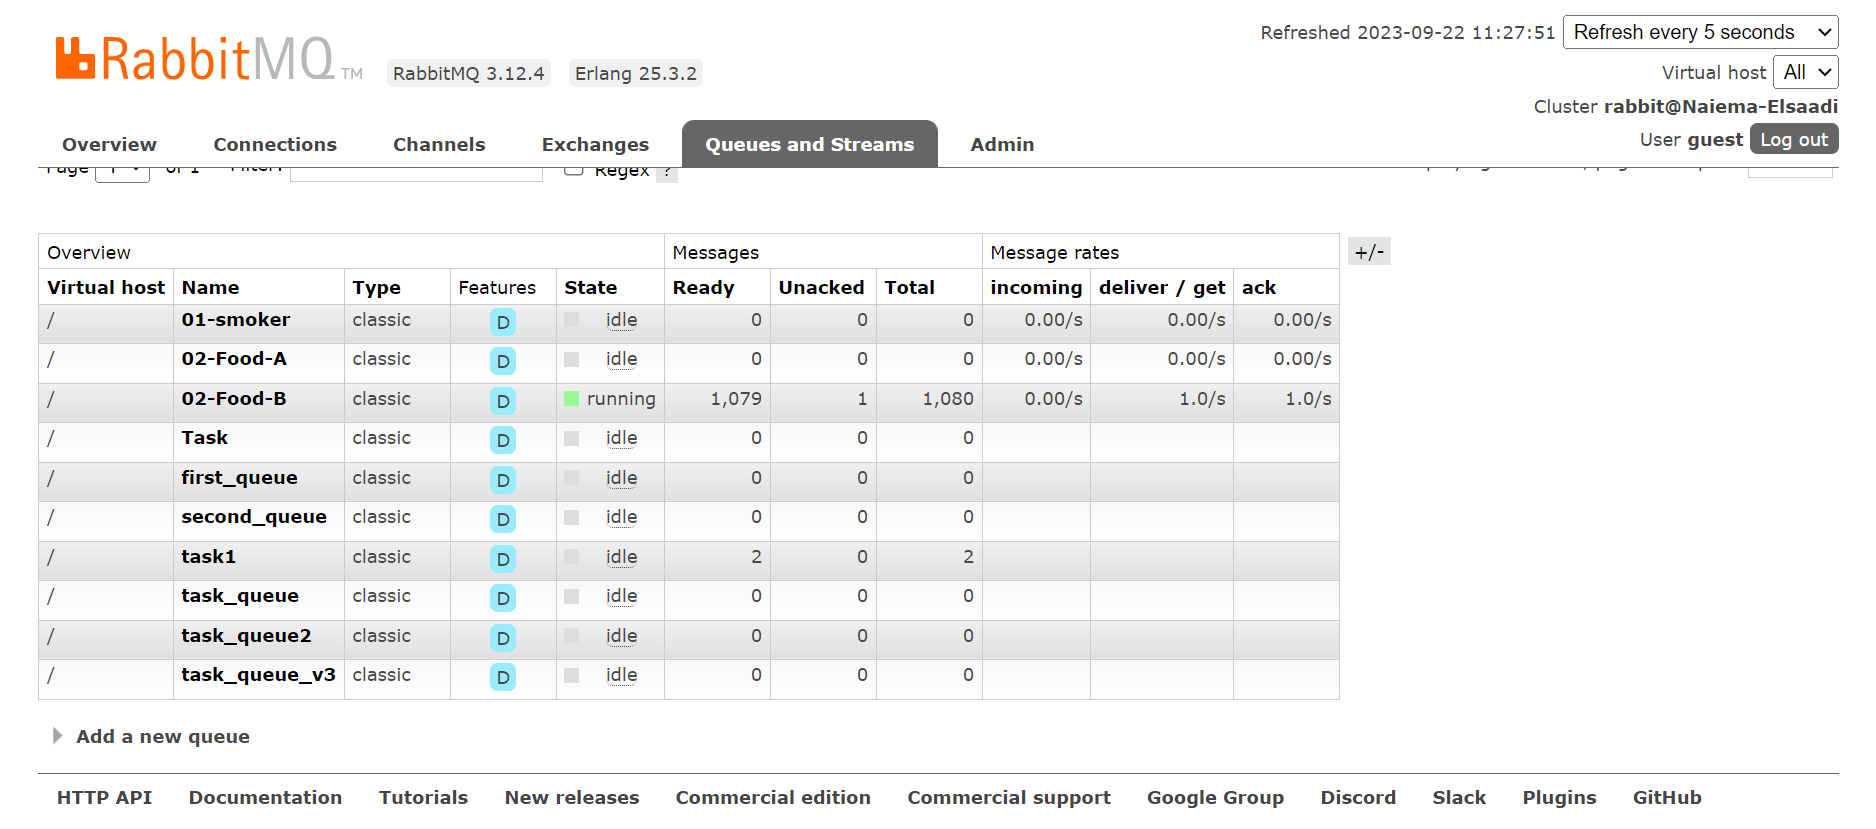 Refreshed 2023-09-22 11:27:51 Refresh every 5 seconds
RabbitMQ TM RabbitMQ 3.12.4 Erlang 25.3.2
Virtual host All
Cluster rabbit@Naiema-Elsaadi
User guest Log out
Overview Connections Channels Exchanges Queues and Streams Admin
Page 1 of 1 Filter: Regex ?
Overview Messages Message rates +/-
Virtual host Name Type Features State Ready Unacked Total incoming deliver / get ack
/ 01-smoker classic D idle 0 0 0 0.00/s 0.00/s 0.00/s
/ 02-Food-A classic D idle 0 0 0 0.00/s 0.00/s 0.00/s
/ 02-Food-B classic D running 1,079 1 1,080 0.00/s 1.0/s 1.0/s
/ Task classic D idle 0 0 0
/ first_queue classic D idle 0 0 0
/ second_queue classic D idle 0 0 0
/ task1 classic D idle 2 0 2
/ task_queue classic D idle 0 0 0
/ task_queue2 classic D idle 0 0 0
/ task_queue_v3 classic D idle 0 0 0
Add a new queue
HTTP API Documentation Tutorials New releases Commercial edition Commercial support Google Group Discord Slack Plugins GitHub